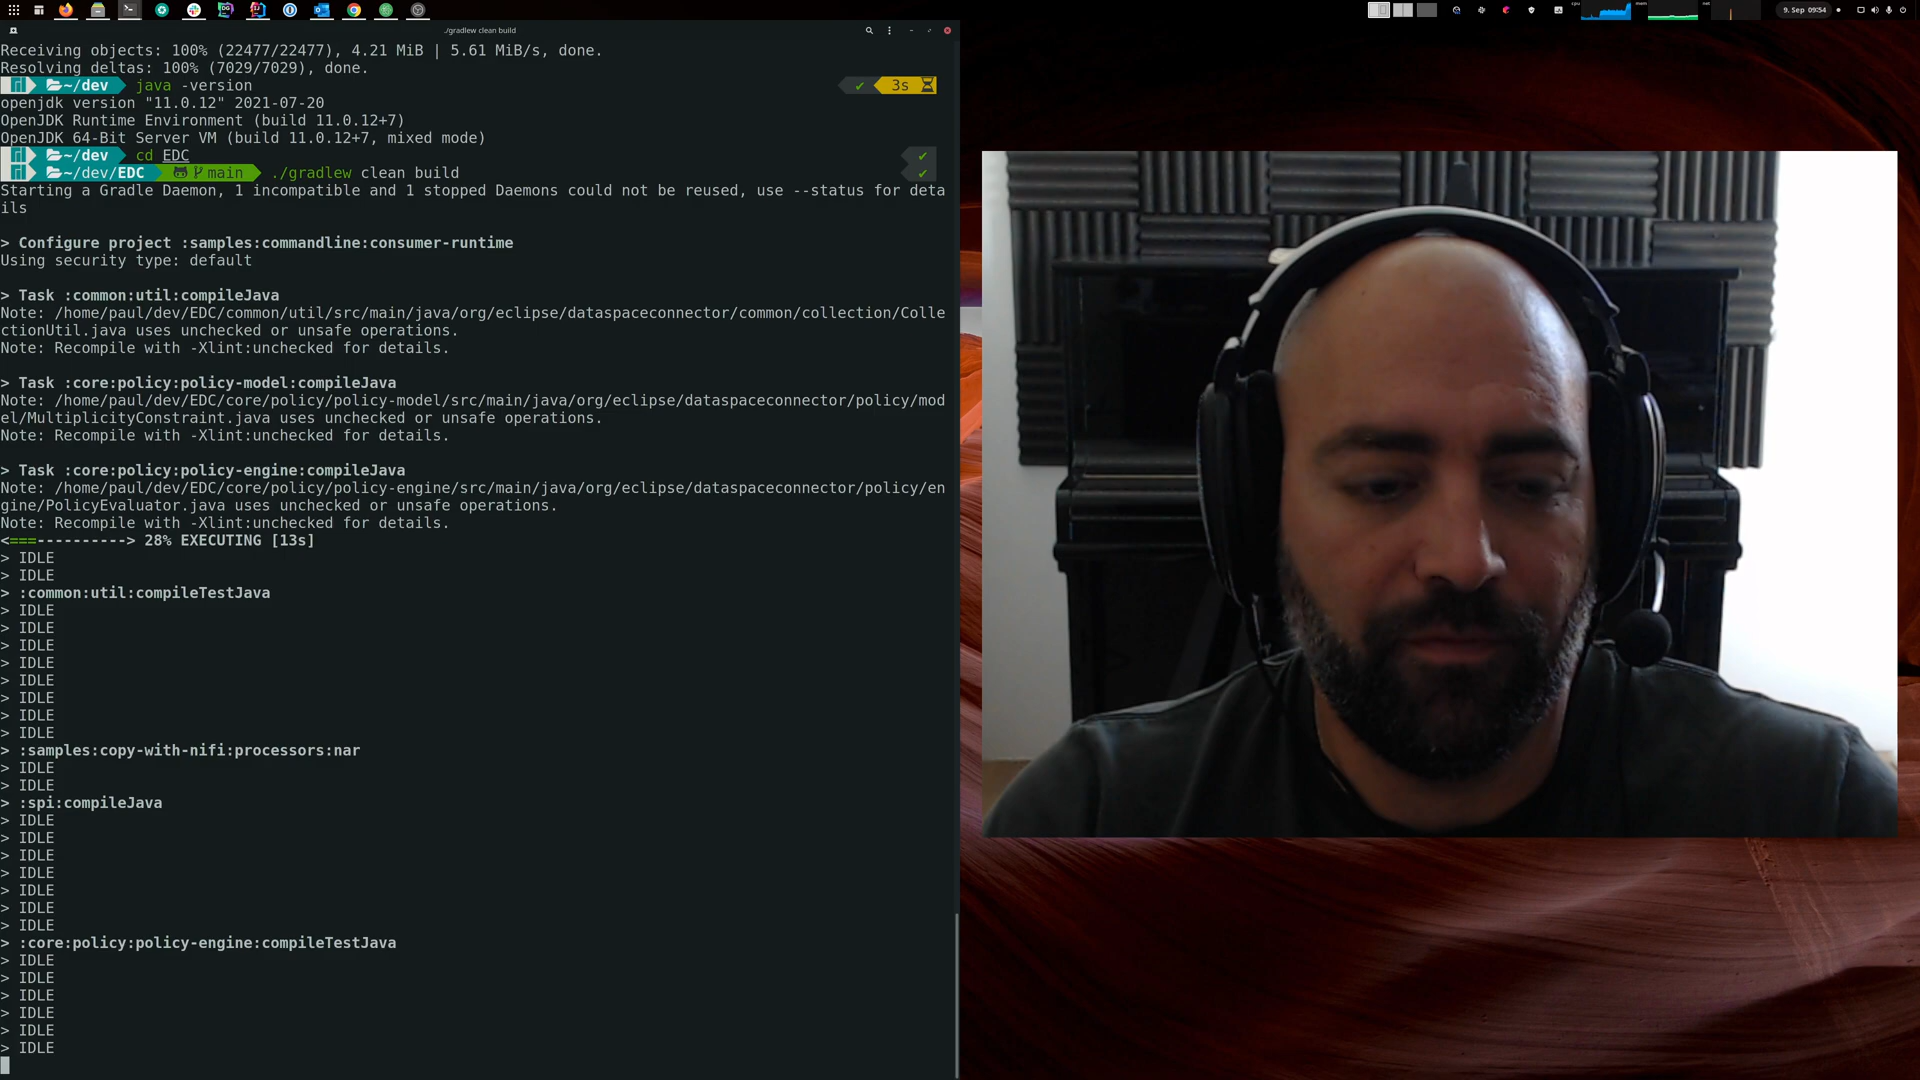 9. Sep 09:54
cpu
mem
net
./gradlew clean build
Receiving objects: 100% (22477/22477), 4.21 MiB | 5.61 MiB/s, done.
Resolving deltas: 100% (7029/7029), done.
~/dev java -version 3s
openjdk version "11.0.12" 2021-07-20
OpenJDK Runtime Environment (build 11.0.12+7)
OpenJDK 64-Bit Server VM (build 11.0.12+7, mixed mode)
~/dev cd EDC
~/dev/EDC main ./gradlew clean build
Starting a Gradle Daemon, 1 incompatible and 1 stopped Daemons could not be reused, use --status for deta
ils
> Configure project :samples:commandline:consumer-runtime
Using security type: default
> Task :common:util:compileJava
Note: /home/paul/dev/EDC/common/util/src/main/java/org/eclipse/dataspaceconnector/common/collection/Colle
ctionUtil.java uses unchecked or unsafe operations.
Note: Recompile with -Xlint:unchecked for details.
> Task :core:policy:policy-model:compileJava
Note: /home/paul/dev/EDC/core/policy/policy-model/src/main/java/org/eclipse/dataspaceconnector/policy/mod
el/MultiplicityConstraint.java uses unchecked or unsafe operations.
Note: Recompile with -Xlint:unchecked for details.
> Task :core:policy:policy-engine:compileJava
Note: /home/paul/dev/EDC/core/policy/policy-engine/src/main/java/org/eclipse/dataspaceconnector/policy/en
gine/PolicyEvaluator.java uses unchecked or unsafe operations.
Note: Recompile with -Xlint:unchecked for details.
<===----------> 28% EXECUTING [13s]
> IDLE
> IDLE
> :common:util:compileTestJava
> IDLE
> IDLE
> IDLE
> IDLE
> IDLE
> IDLE
> IDLE
> IDLE
> :samples:copy-with-nifi:processors:nar
> IDLE
> IDLE
> :spi:compileJava
> IDLE
> IDLE
> IDLE
> IDLE
> IDLE
> IDLE
> IDLE
> :core:policy:policy-engine:compileTestJava
> IDLE
> IDLE
> IDLE
> IDLE
> IDLE
> IDLE